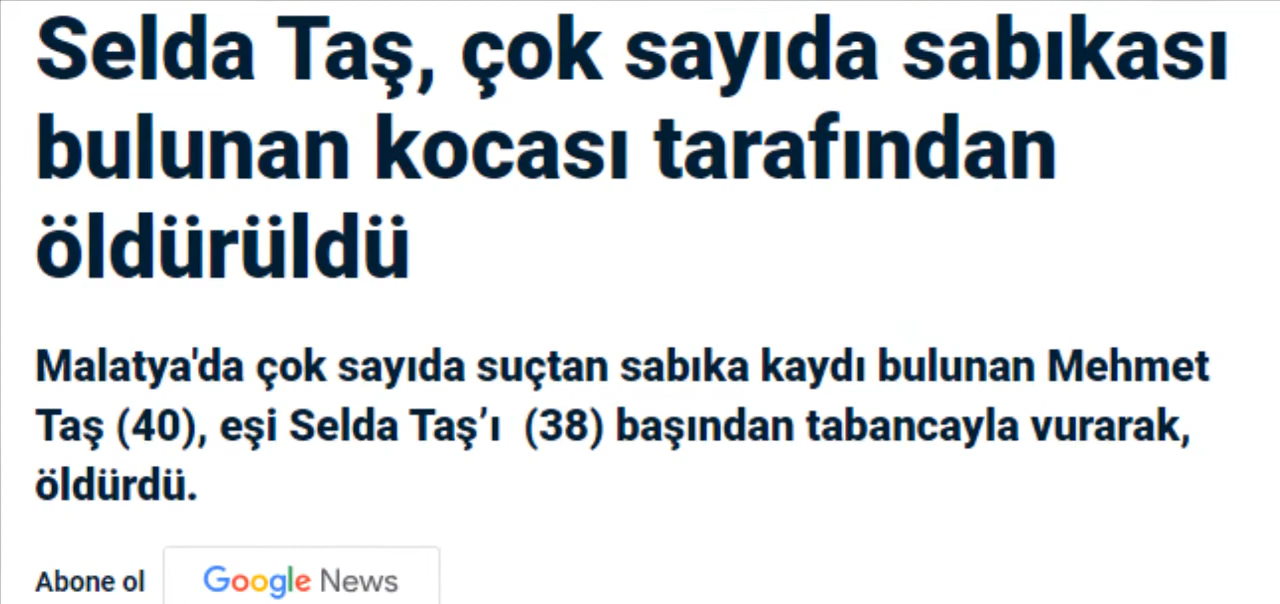 Selda Taş, çok sayıda sabıkası
bulunan kocası tarafından
öldürüldü
Malatya'da çok sayıda suçtan sabıka kaydı bulunan Mehmet
Taş (40), eşi Selda Taş’ı  (38) başından tabancayla vurarak,
öldürdü.
Abone ol Google News